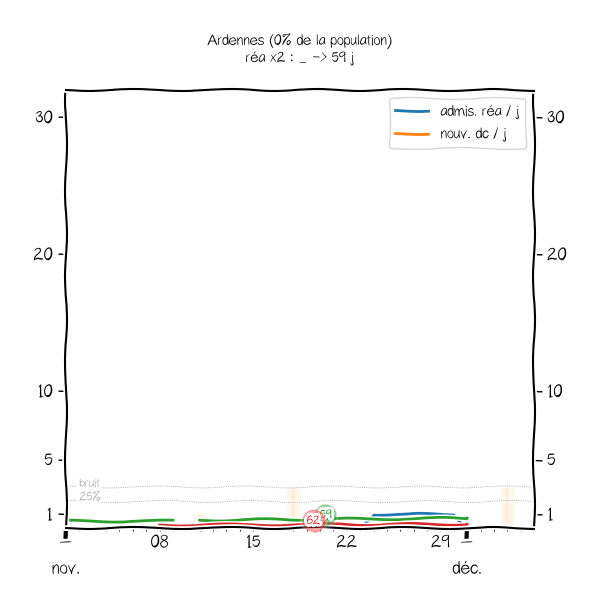 Ardennes (0% de la population)
réa x2 : _ -> 59 j
admis. réa / j
nouv. dc / j
30
30
20
20
10
10
5
5
bruit
25%
1
1
62
59
08
15
22
29
nov.
déc.